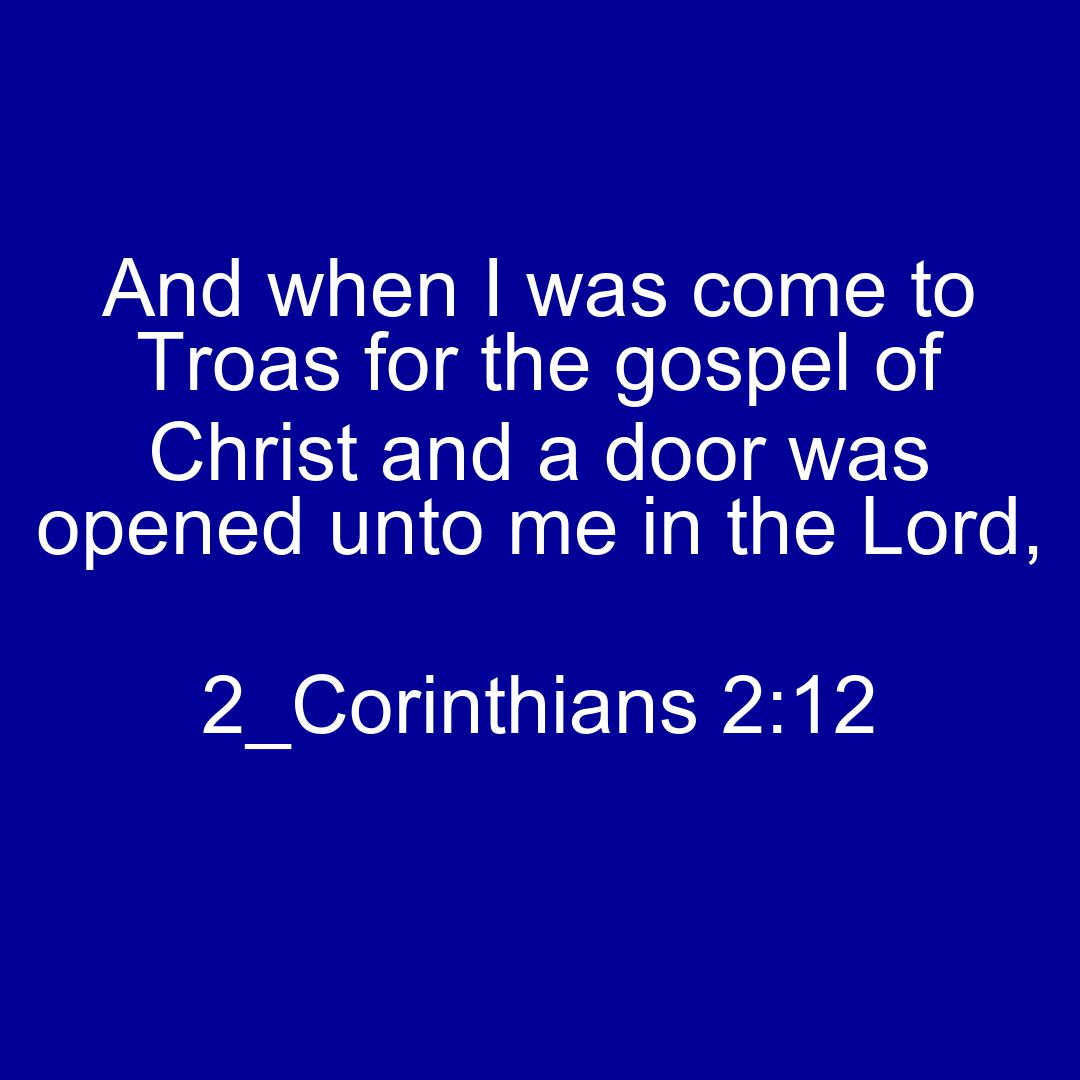 And when I was come to
Troas for the gospel of
Christ and a door was
opened unto me in the Lord,
2_Corinthians 2:12